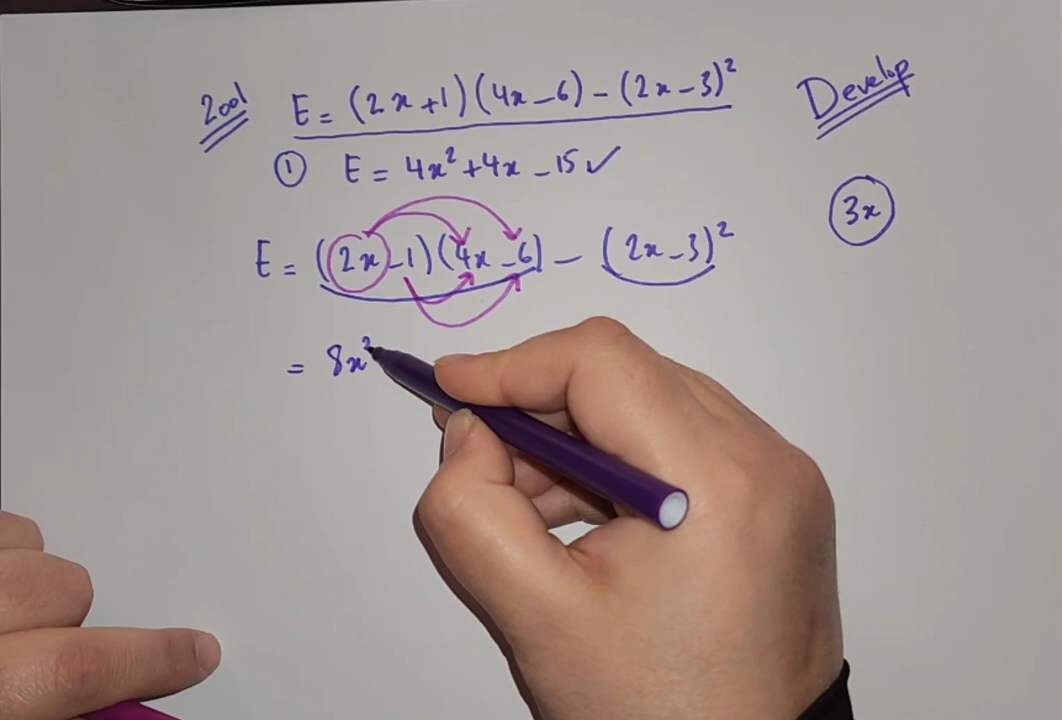 2001 E = (2x+1)(4x-6)-(2x-3)² Develop
① E = 4x²+4x-15✓
3x
E = (2x-1)(4x-6)-(2x-3)²
= 8x²